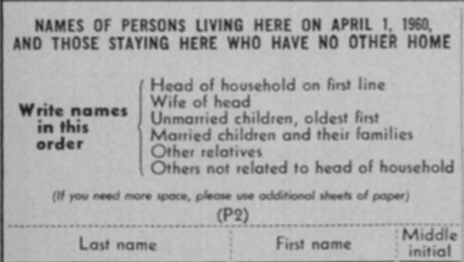 NAMES OF PERSONS LIVING HERE ON APRIL 1, 1960,
AND THOSE STAYING HERE WHO HAVE NO OTHER HOME
Write names
in this
order
Head of household on first line
Wife of head
Unmarried children, oldest first
Married children and their families
Other relatives
Others not related to head of household
(If you need more space, please use additional sheets of paper)
(P2)
Last name First name Middle
initial